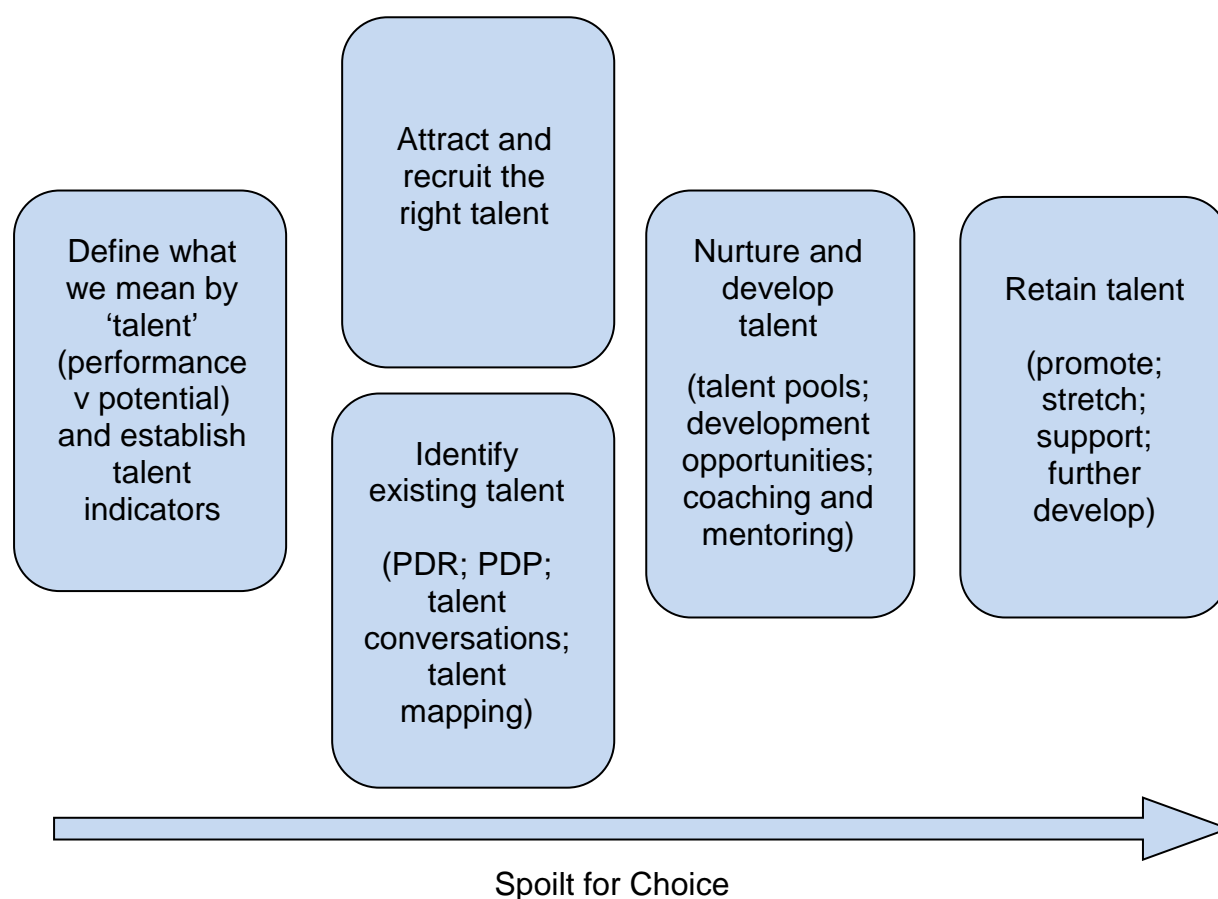 Define what
we mean by
‘talent’
(performance
v potential)
and establish
talent
indicators
Attract and
recruit the
right talent
Identify
existing talent
(PDR; PDP;
talent
conversations;
talent
mapping)
Nurture and
develop
talent
(talent pools;
development
opportunities;
coaching and
mentoring)
Retain talent
(promote;
stretch;
support;
further
develop)
Spoilt for Choice